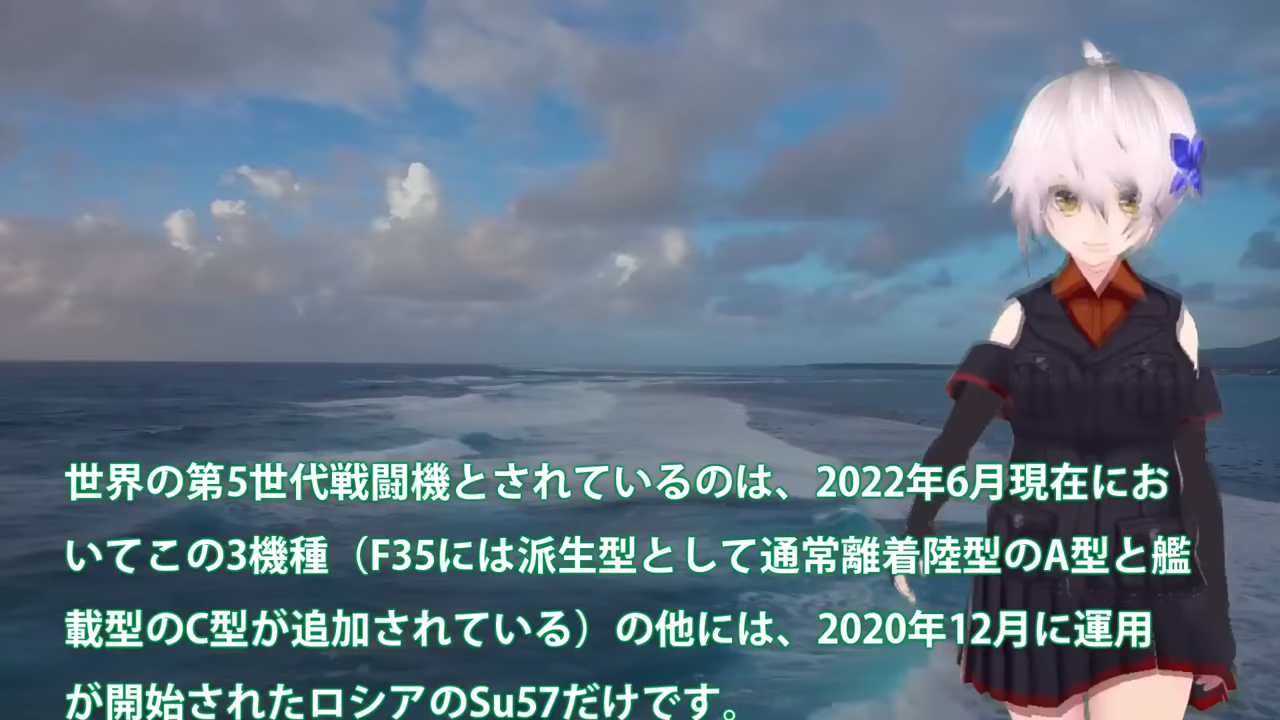 世界の第5世代戦闘機とされているのは、2022年6月現在にお
いてこの3機種（F35には派生型として通常離着陸型のA型と艦
載型のC型が追加されている）の他には、2020年12月に運用
が開始されたロシアのSu57だけです。